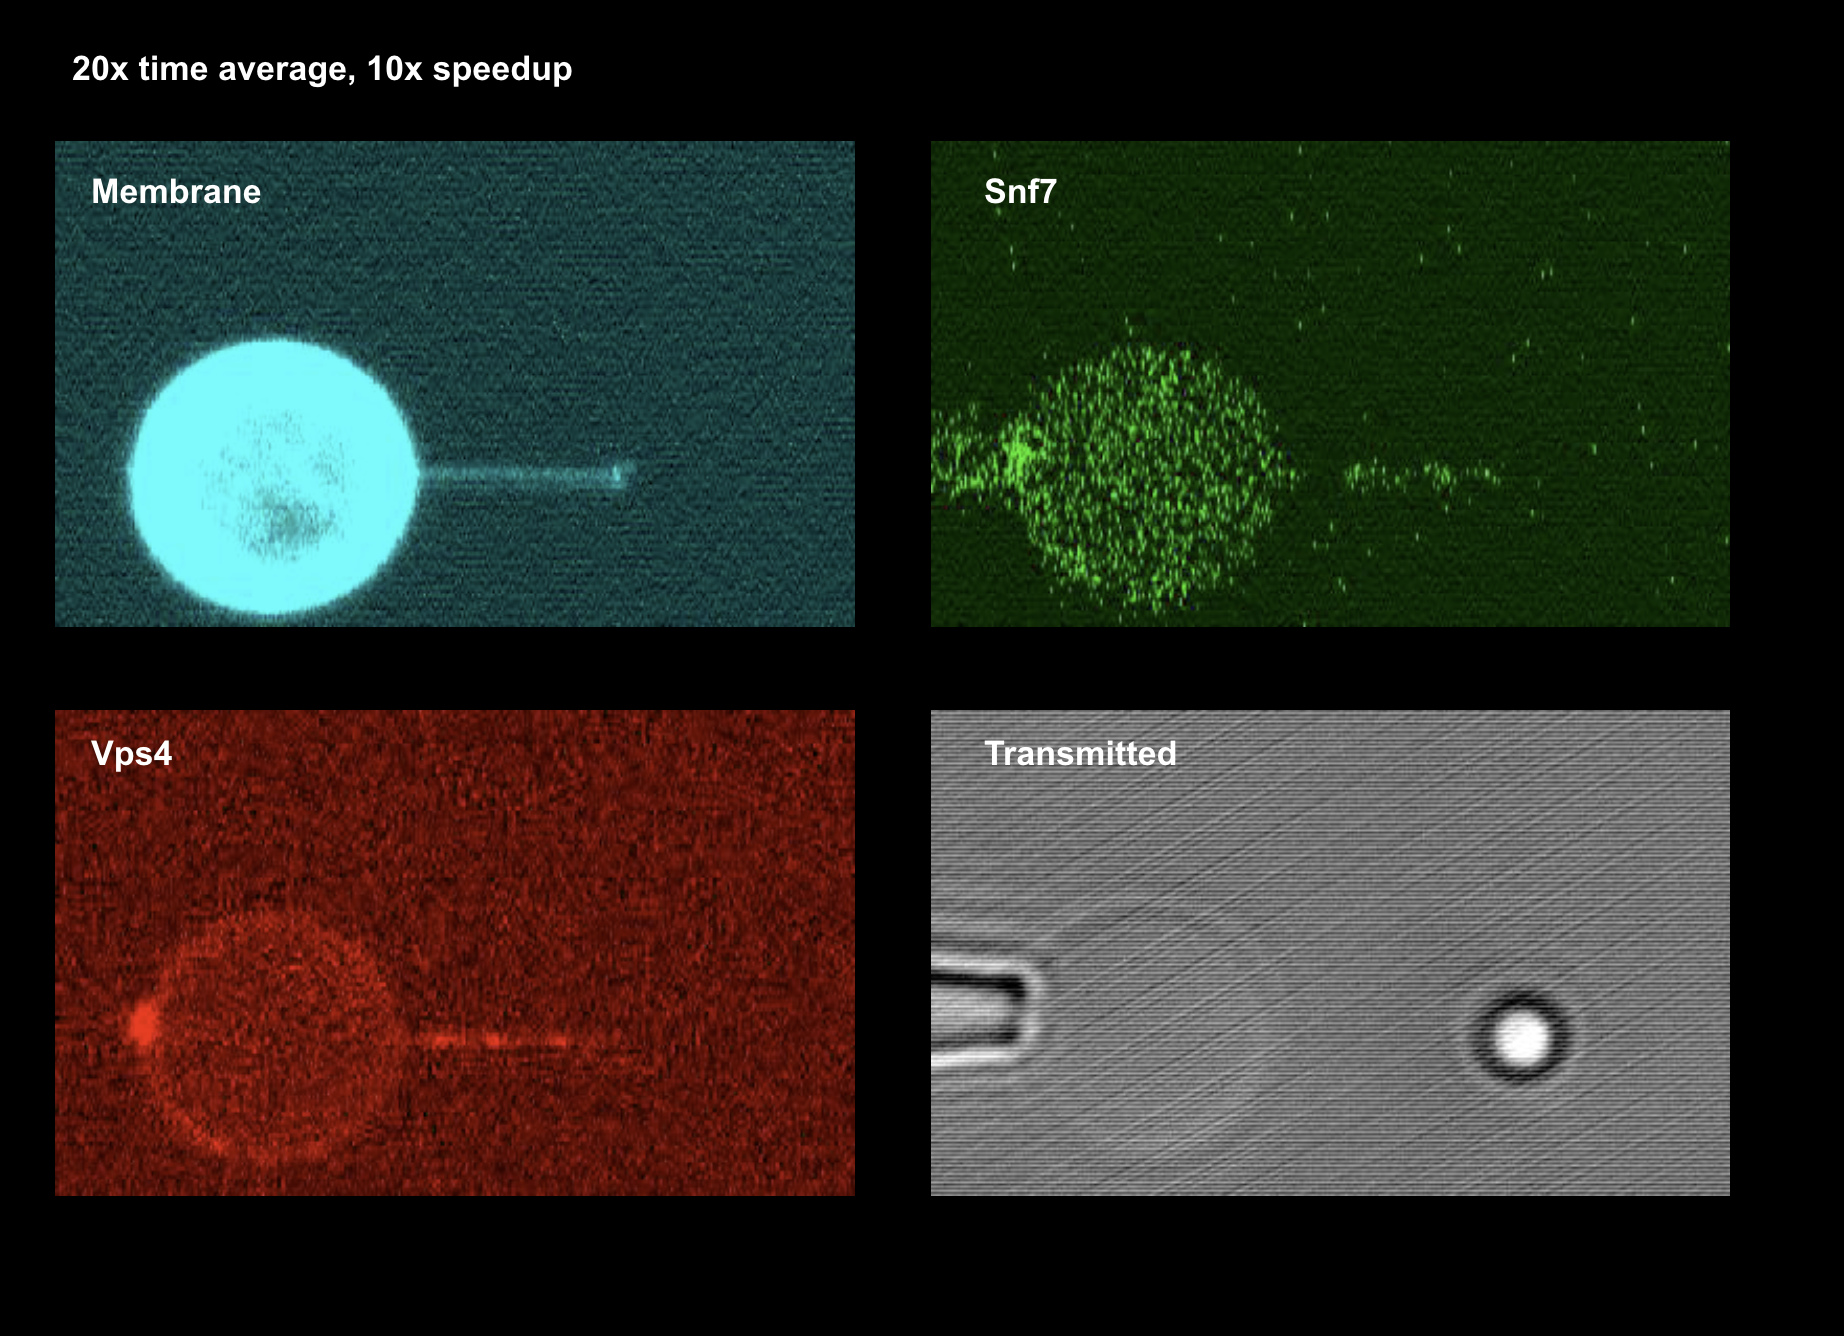 20x time average, 10x speedup
Membrane
Snf7
Vps4
Transmitted